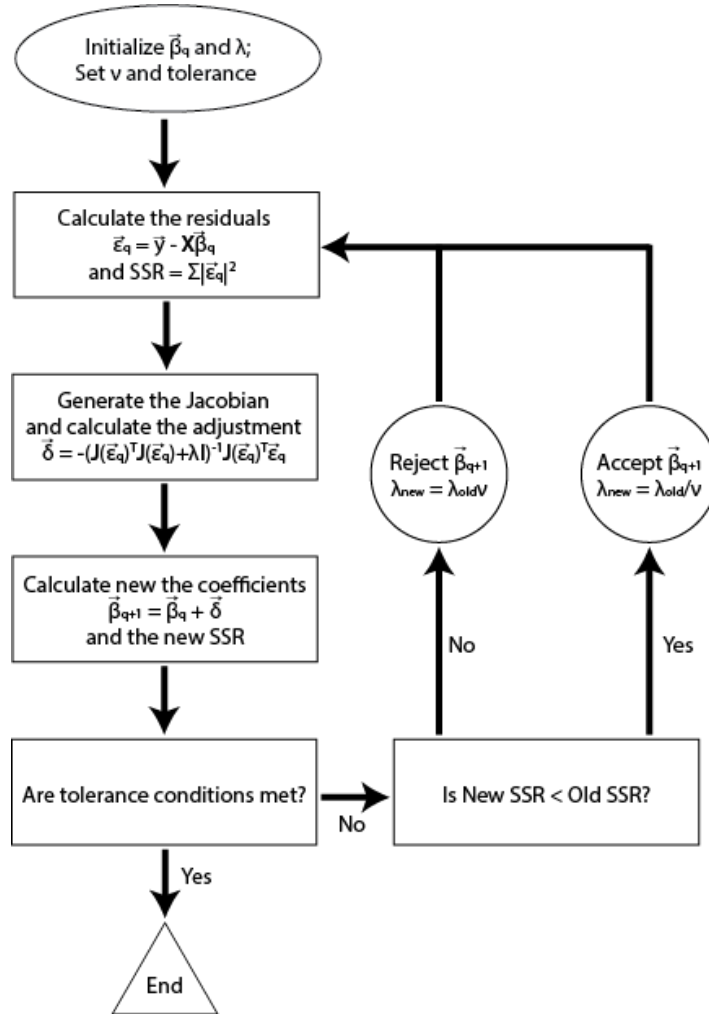 Initialize β⃗q and λ;
Set ν and tolerance
Calculate the residuals
ε⃗q = y⃗ - Xβ⃗q
and SSR = Σ|ε⃗q|²
Generate the Jacobian
and calculate the adjustment
δ⃗ = -(J(ε⃗q)ᵀJ(ε⃗q)+λI)⁻¹J(ε⃗q)ᵀε⃗q
Calculate new the coefficients
β⃗q+1 = β⃗q + δ⃗
and the new SSR
Are tolerance conditions met?
No
Yes
End
Is New SSR < Old SSR?
No
Yes
Reject β⃗q+1
λnew = λoldν
Accept β⃗q+1
λnew = λold/ν